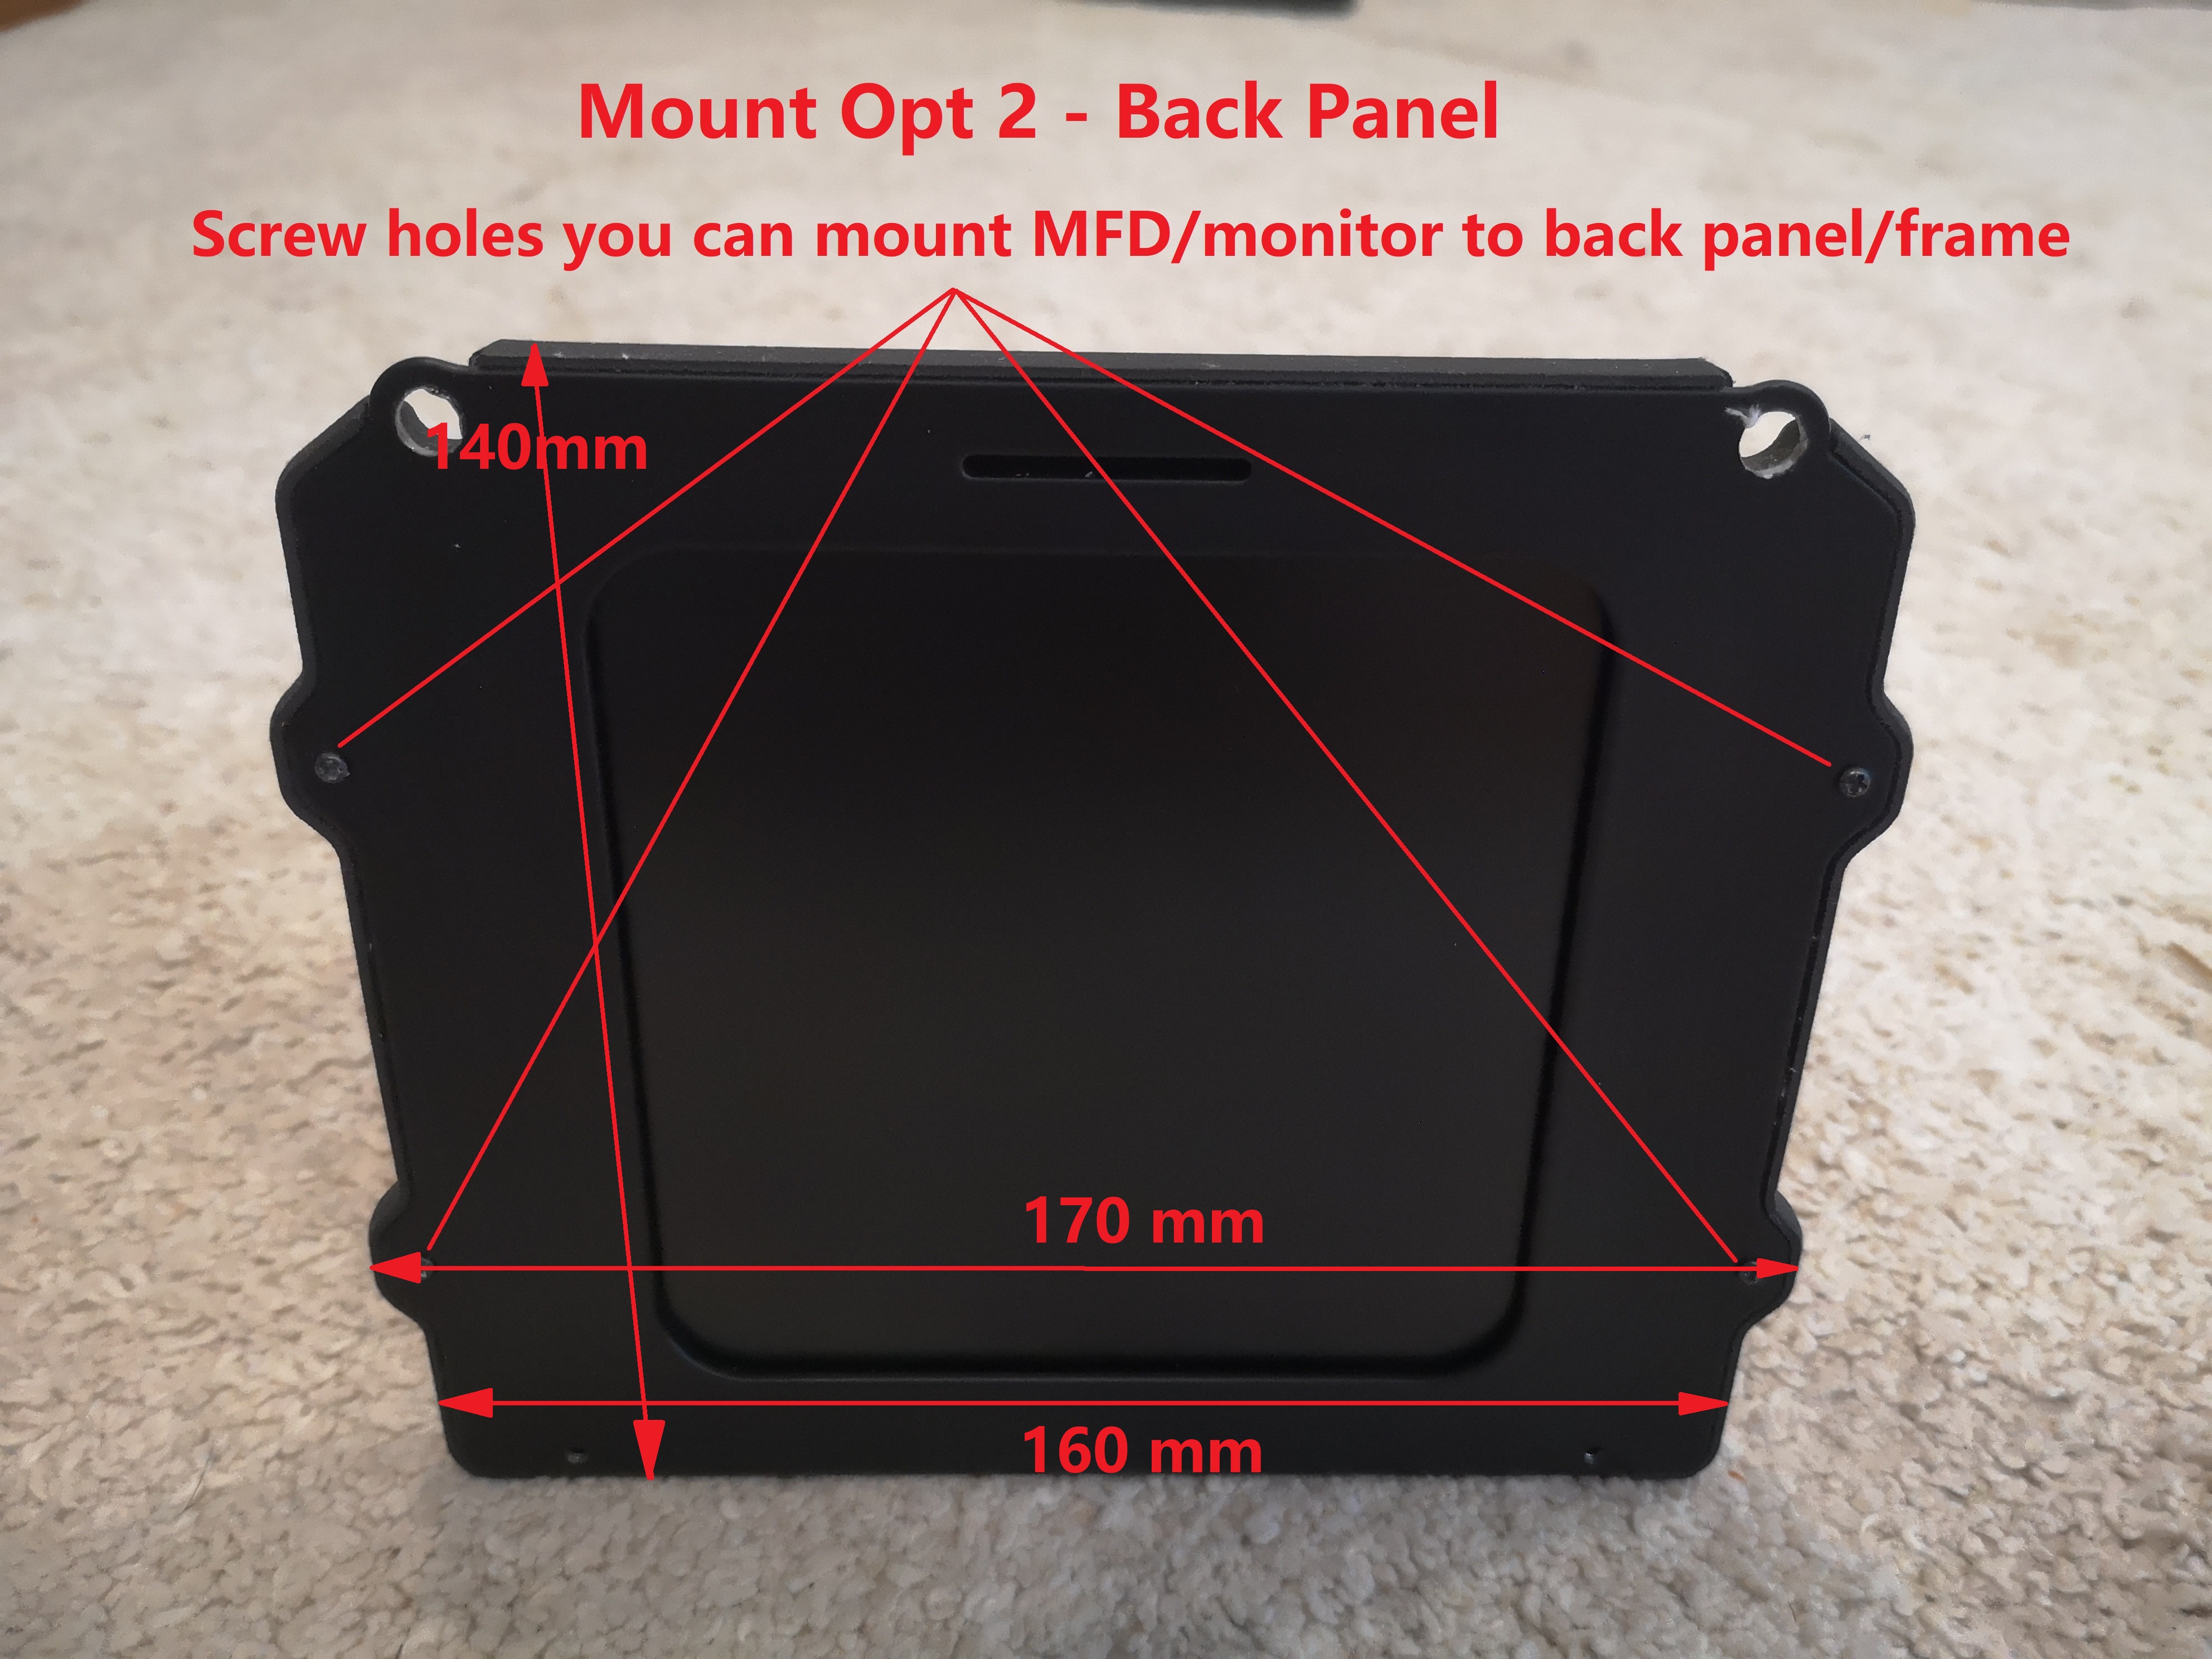 Mount Opt 2 - Back Panel
Screw holes you can mount MFD/monitor to back panel/frame
140mm
170 mm
160 mm